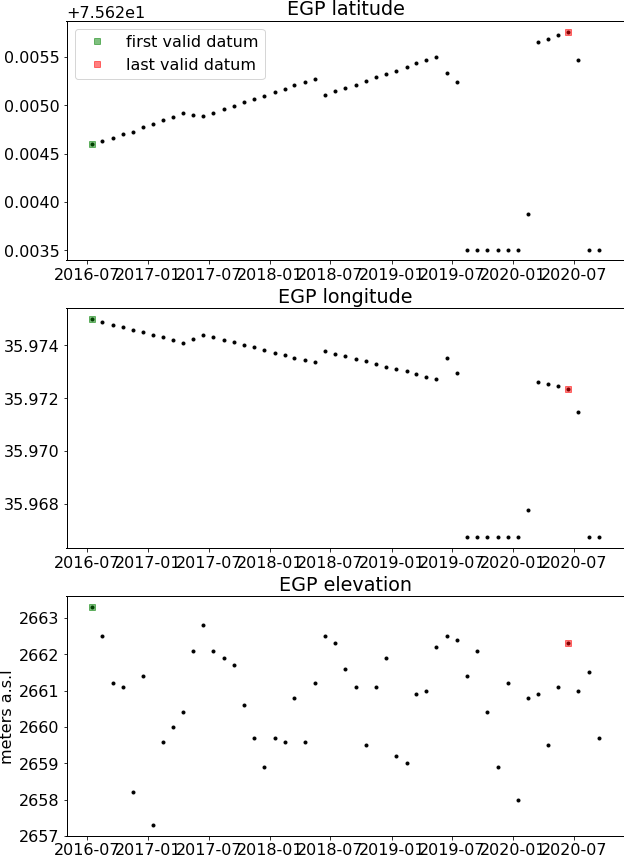 EGP latitude
+7.562e1
first valid datum
last valid datum
0.0055
0.0050
0.0045
0.0040
0.0035
2016-07 2017-01 2017-07 2018-01 2018-07 2019-01 2019-07 2020-01 2020-07
EGP longitude
35.974
35.972
35.970
35.968
2016-07 2017-01 2017-07 2018-01 2018-07 2019-01 2019-07 2020-01 2020-07
EGP elevation
meters a.s.l
2663
2662
2661
2660
2659
2658
2657
2016-07 2017-01 2017-07 2018-01 2018-07 2019-01 2019-07 2020-01 2020-07